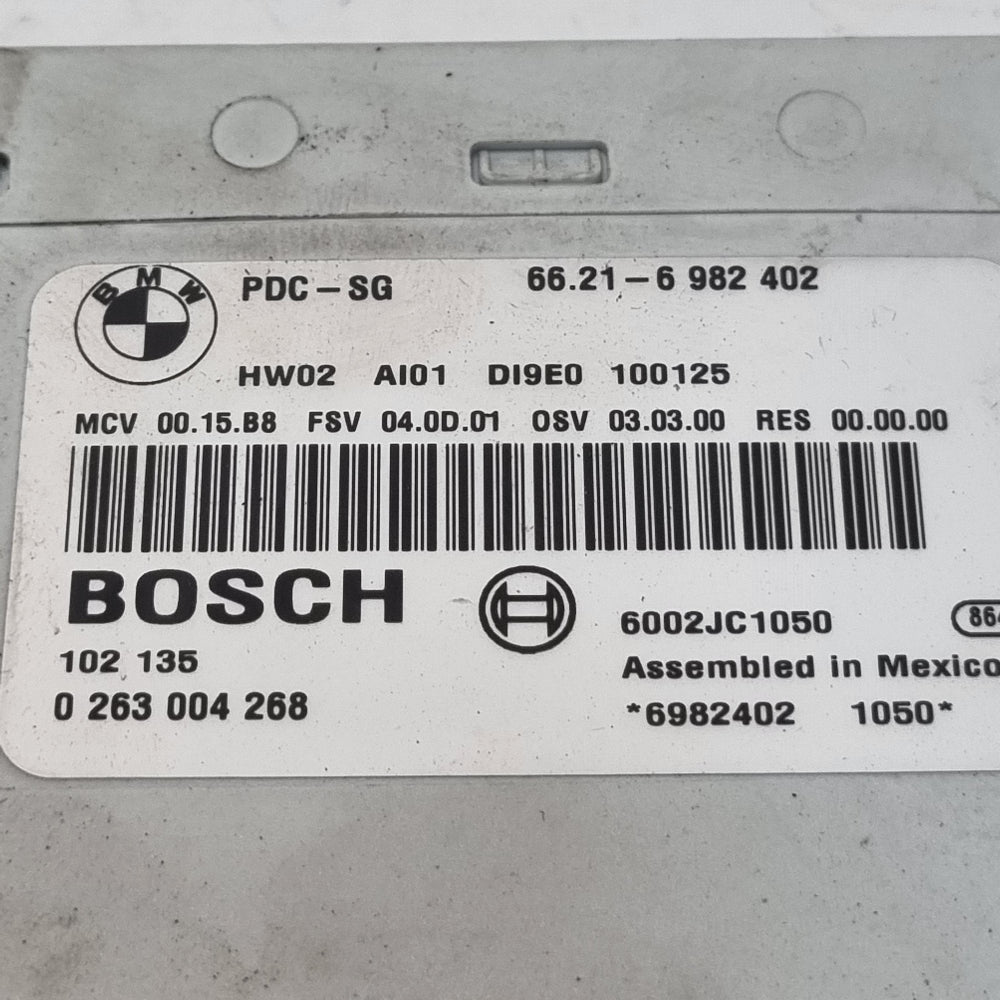 BMW
PDC-SG 66.21-6 982 402
HW02 AI01 DI9E0 100125
MCV 00.15.B8 FSV 04.0D.01 OSV 03.03.00 RES 00.00.00
BOSCH
6002JC1050
102 135 Assembled in Mexico
0 263 004 268 *6982402 1050*